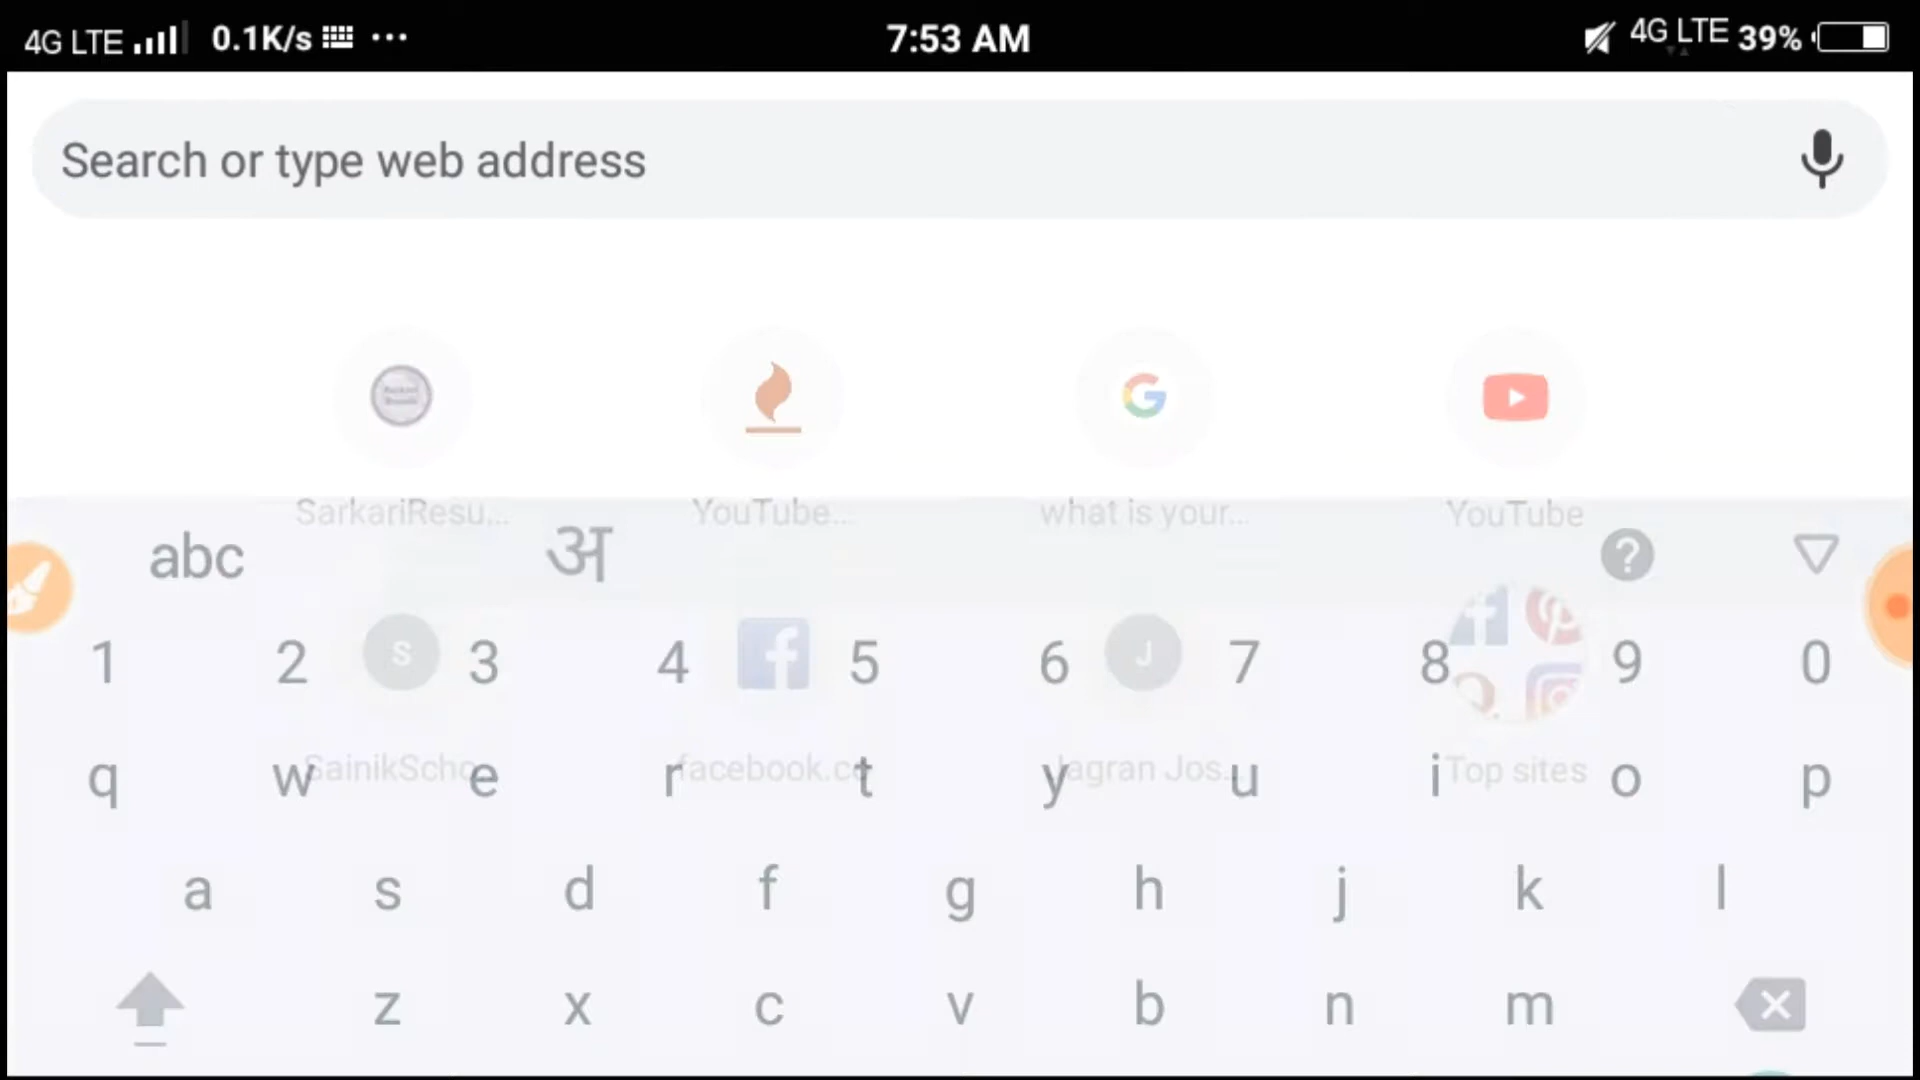 4G LTE 0.1K/s ... 7:53 AM 4G LTE 39%
Search or type web address
SarkariResu... YouTube... what is your... YouTube
abc अ ?
1 2 S 3 4 5 6 J 7 8 9 0
SainikScho facebook.co Jagran Jos... Top sites
q w e r t y u i o p
a s d f g h j k l
z x c v b n m